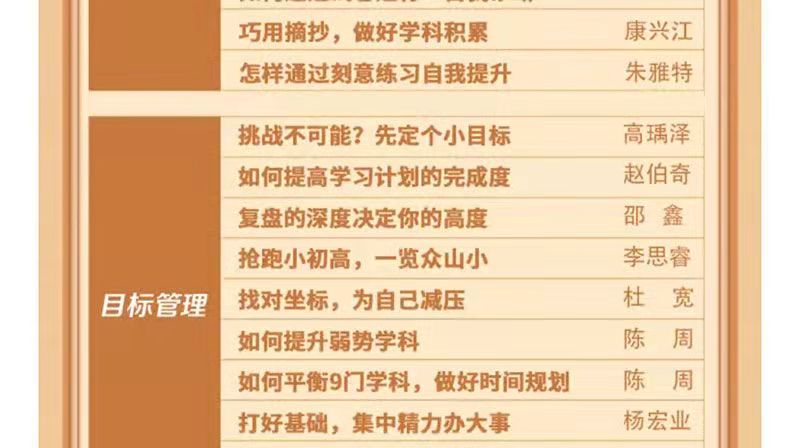 巧用摘抄，做好学科积累 康兴江
怎样通过刻意练习自我提升 朱雅特
挑战不可能？先定个小目标 高瑀泽
如何提高学习计划的完成度 赵伯奇
复盘的深度决定你的高度 邵 鑫
抢跑小初高，一览众山小 李思睿
目标管理
找对坐标，为自己减压 杜 宽
如何提升弱势学科 陈 周
如何平衡9门学科，做好时间规划 陈 周
打好基础，集中精力办大事 杨宏业